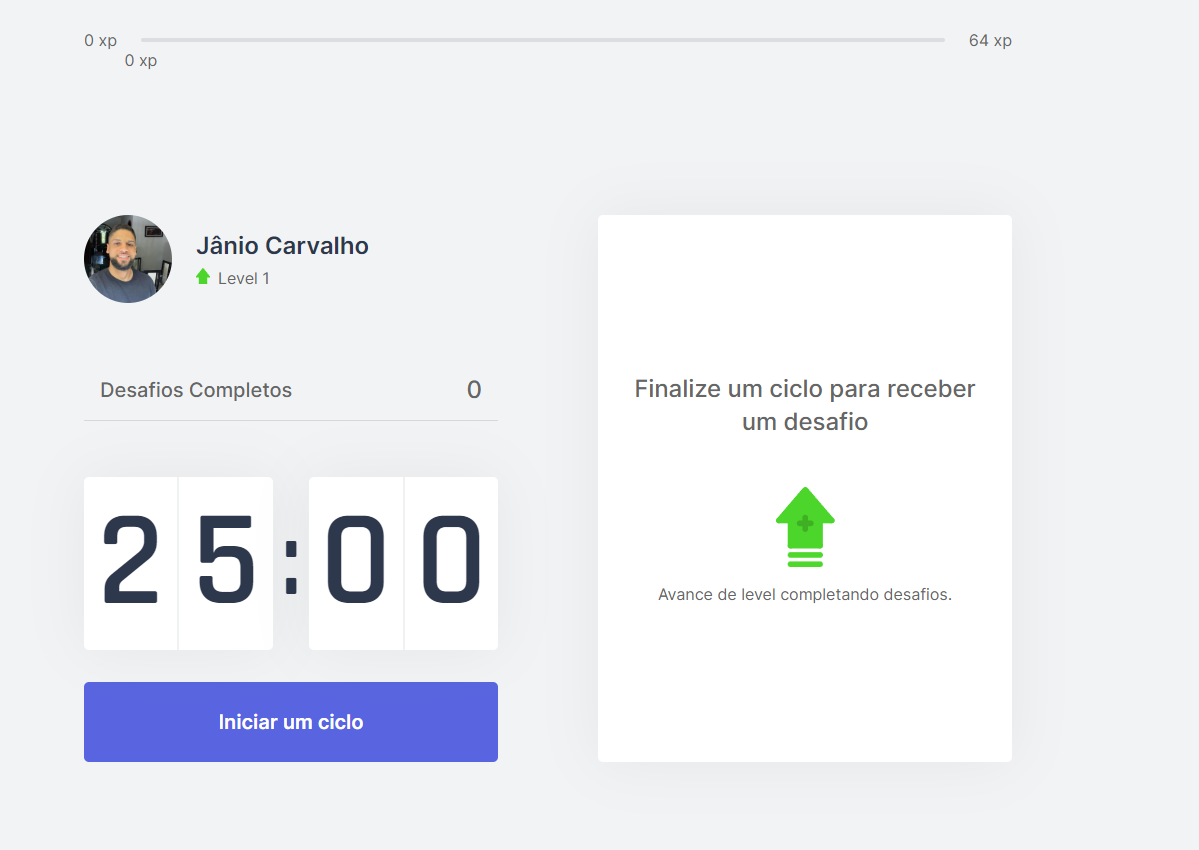 0 xp
64 xp
0 xp
Jânio Carvalho
Level 1
Desafios Completos 0
25:00
Iniciar um ciclo
Finalize um ciclo para receber
um desafio
Avance de level completando desafios.